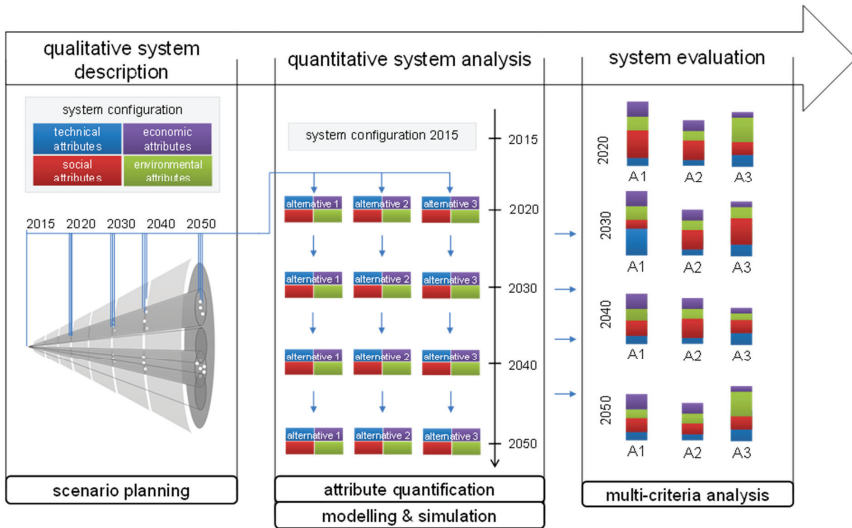 qualitative system
description
quantitative system analysis
system evaluation
system configuration
technical attributes
economic attributes
social attributes
environmental attributes
2015 2020 2030 2040 2050
scenario planning
system configuration 2015
2015
alternative 1 alternative 2 alternative 3
2020
alternative 1 alternative 2 alternative 3
2030
alternative 1 alternative 2 alternative 3
2040
alternative 1 alternative 2 alternative 3
2050
attribute quantification
modelling & simulation
2020
A1 A2 A3
2030
A1 A2 A3
2040
A1 A2 A3
2050
A1 A2 A3
multi-criteria analysis